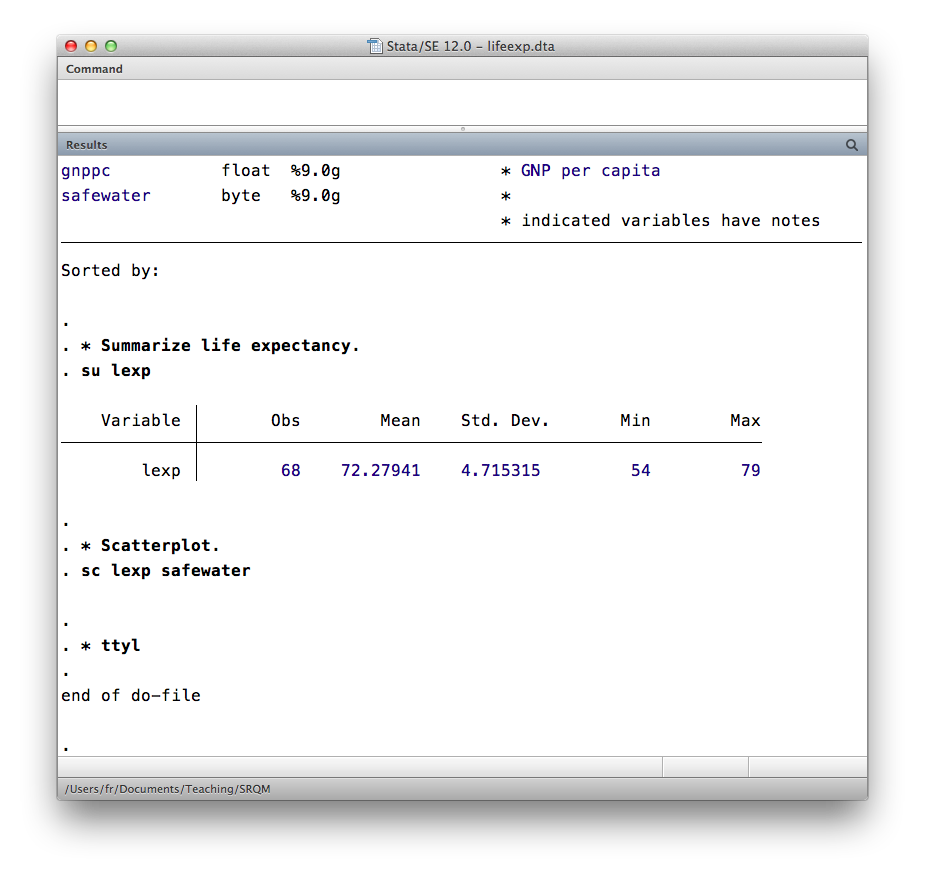 Stata/SE 12.0 – lifeexp.dta
Command
Results
gnppc float %9.0g * GNP per capita
safewater byte %9.0g *
* indicated variables have notes
Sorted by:
.
. * Summarize life expectancy.
. su lexp
Variable Obs Mean Std. Dev. Min Max
lexp 68 72.27941 4.715315 54 79
.
. * Scatterplot.
. sc lexp safewater
.
. * ttyl
.
end of do-file
.
/Users/fr/Documents/Teaching/SRQM